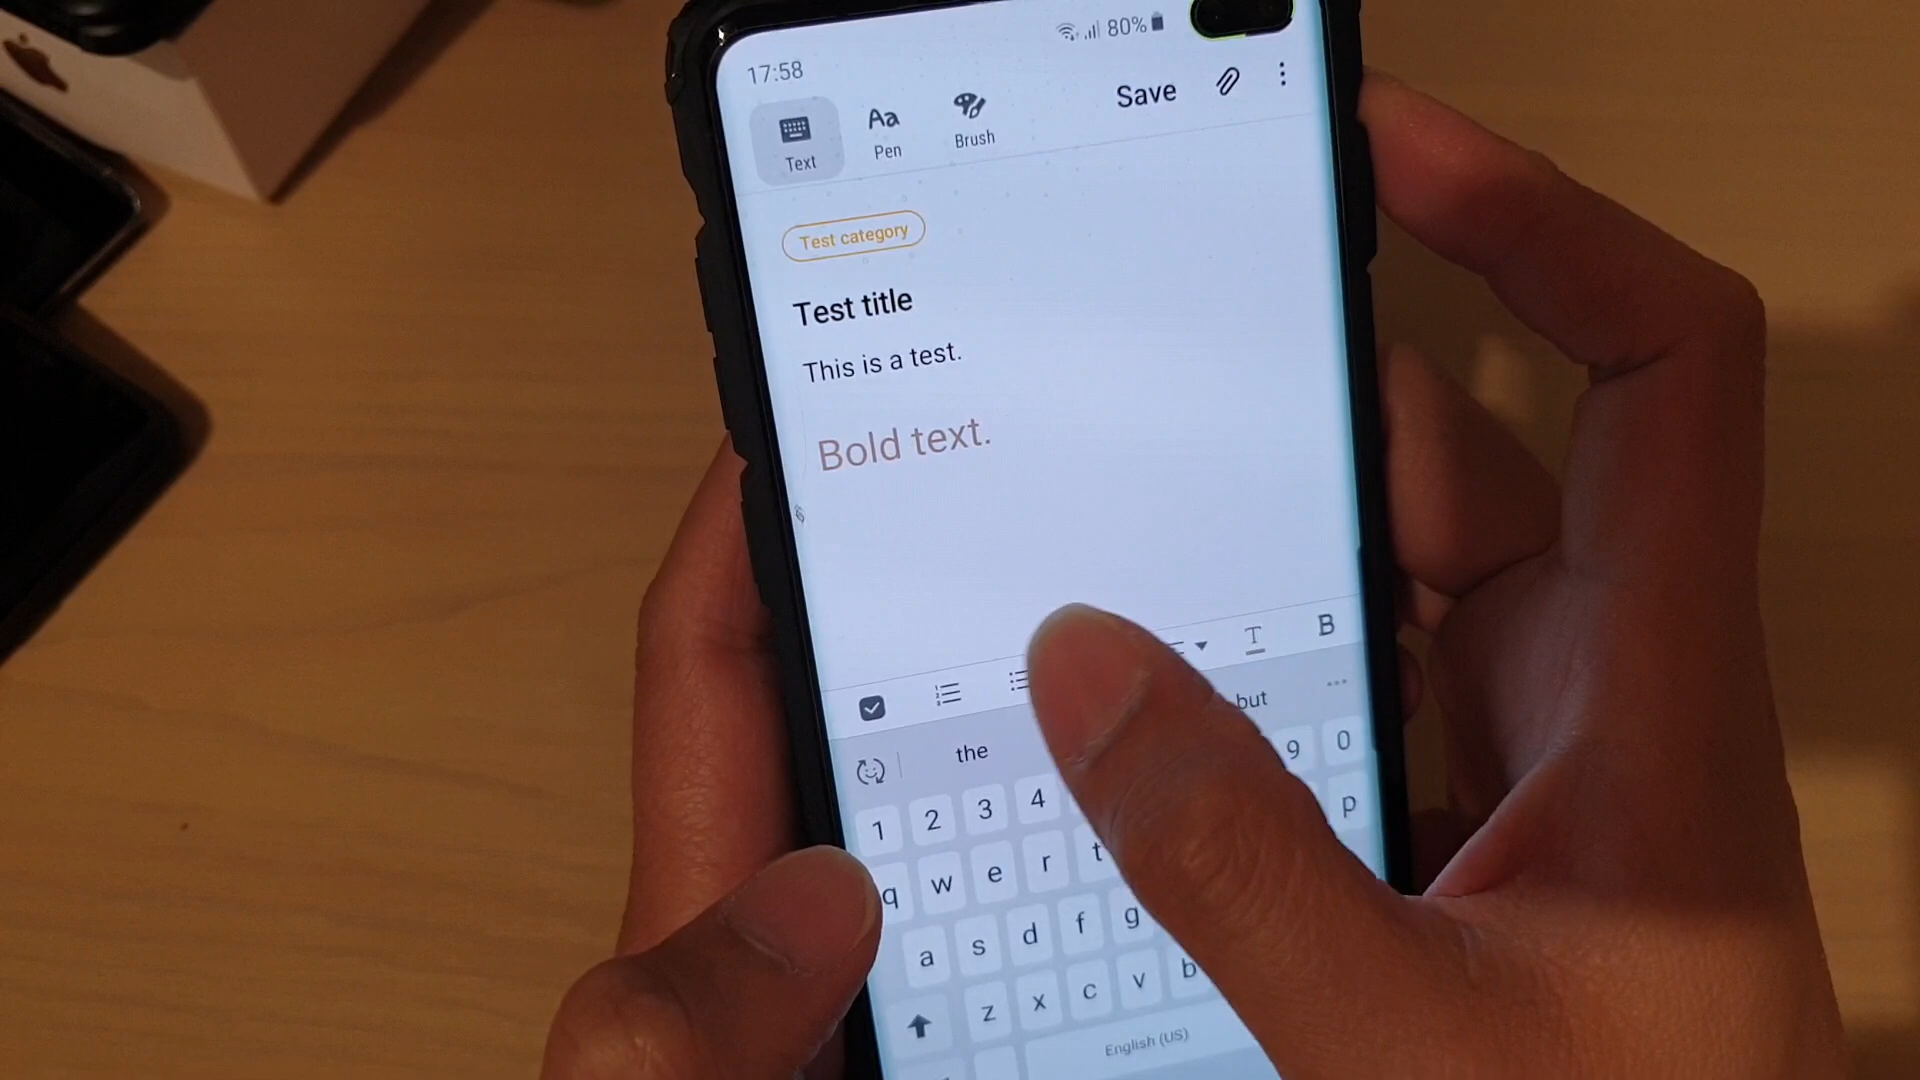 17:58 80%
Text Aa Pen Brush Save
Test category
Test title
This is a test.
Bold text.
T B
the but
1 2 3 4 9 0
q w e r t p
a s d f g
z x c v b
English (US)